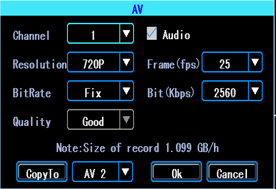 AV
Channel 1 Audio
Resolution 720P Frame(fps) 25
BitRate Fix Bit(Kbps) 2560
Quality Good
Note:Size of record 1.099 GB/h
CopyTo AV 2 Ok Cancel